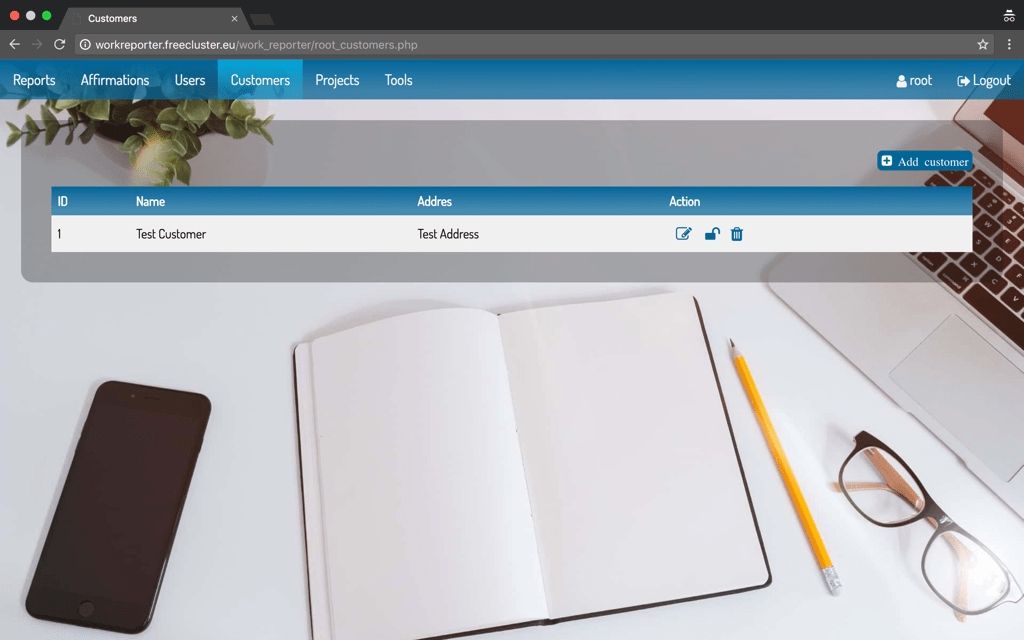 Customers
workreporter.freecluster.eu/work_reporter/root_customers.php
Reports Affirmations Users Customers Projects Tools root Logout
Add customer
ID Name Addres Action
1 Test Customer Test Address